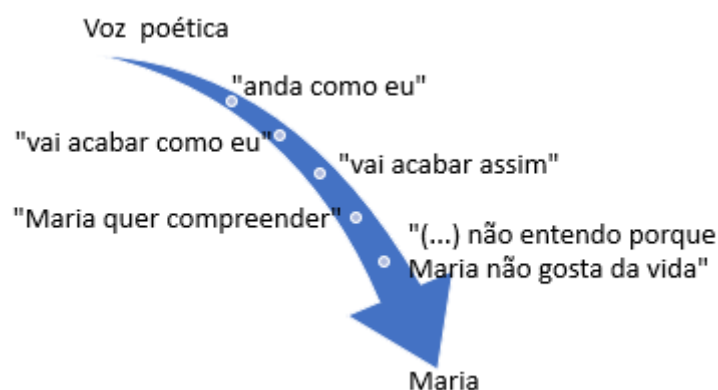 Voz poética
"anda como eu"
"vai acabar como eu"
"vai acabar assim"
"Maria quer compreender"
"(...) não entendo porque
Maria não gosta da vida"
Maria